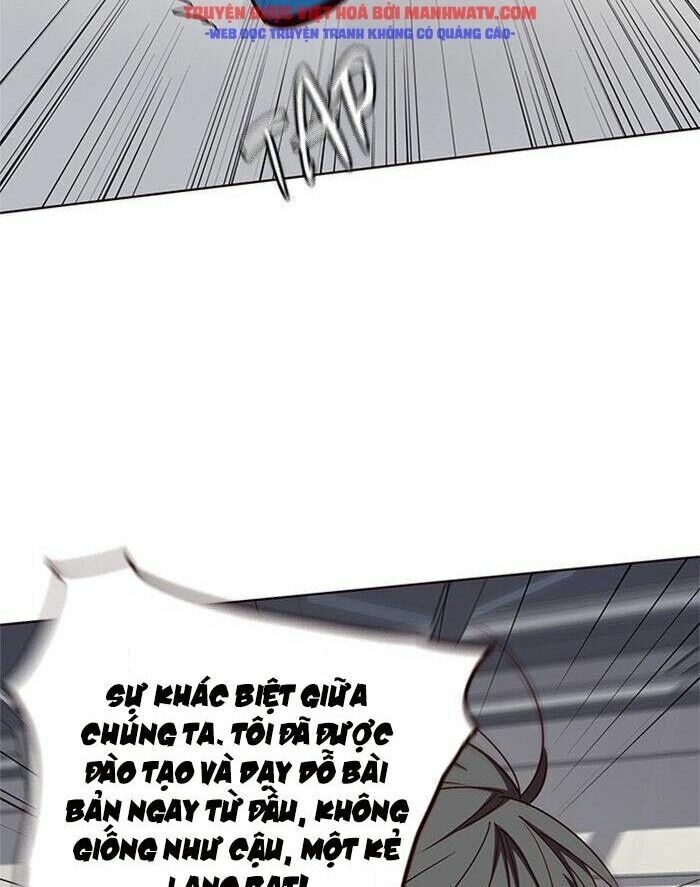 TRUYỆN ĐƯỢC VIỆT HOÁ BỞI MANHWATV.COM
-WEB ĐỌC TRUYỆN TRANH KHÔNG CÓ QUẢNG CÁO-
TAP
SỰ KHÁC BIỆT GIỮA
CHÚNG TA. TÔI ĐÃ ĐƯỢC
ĐÀO TẠO VÀ DẠY DỖ BÀI
BẢN NGAY TỪ ĐẦU, KHÔNG
GIỐNG NHƯ CẬU, MỘT KẺ
LANG BẠT!